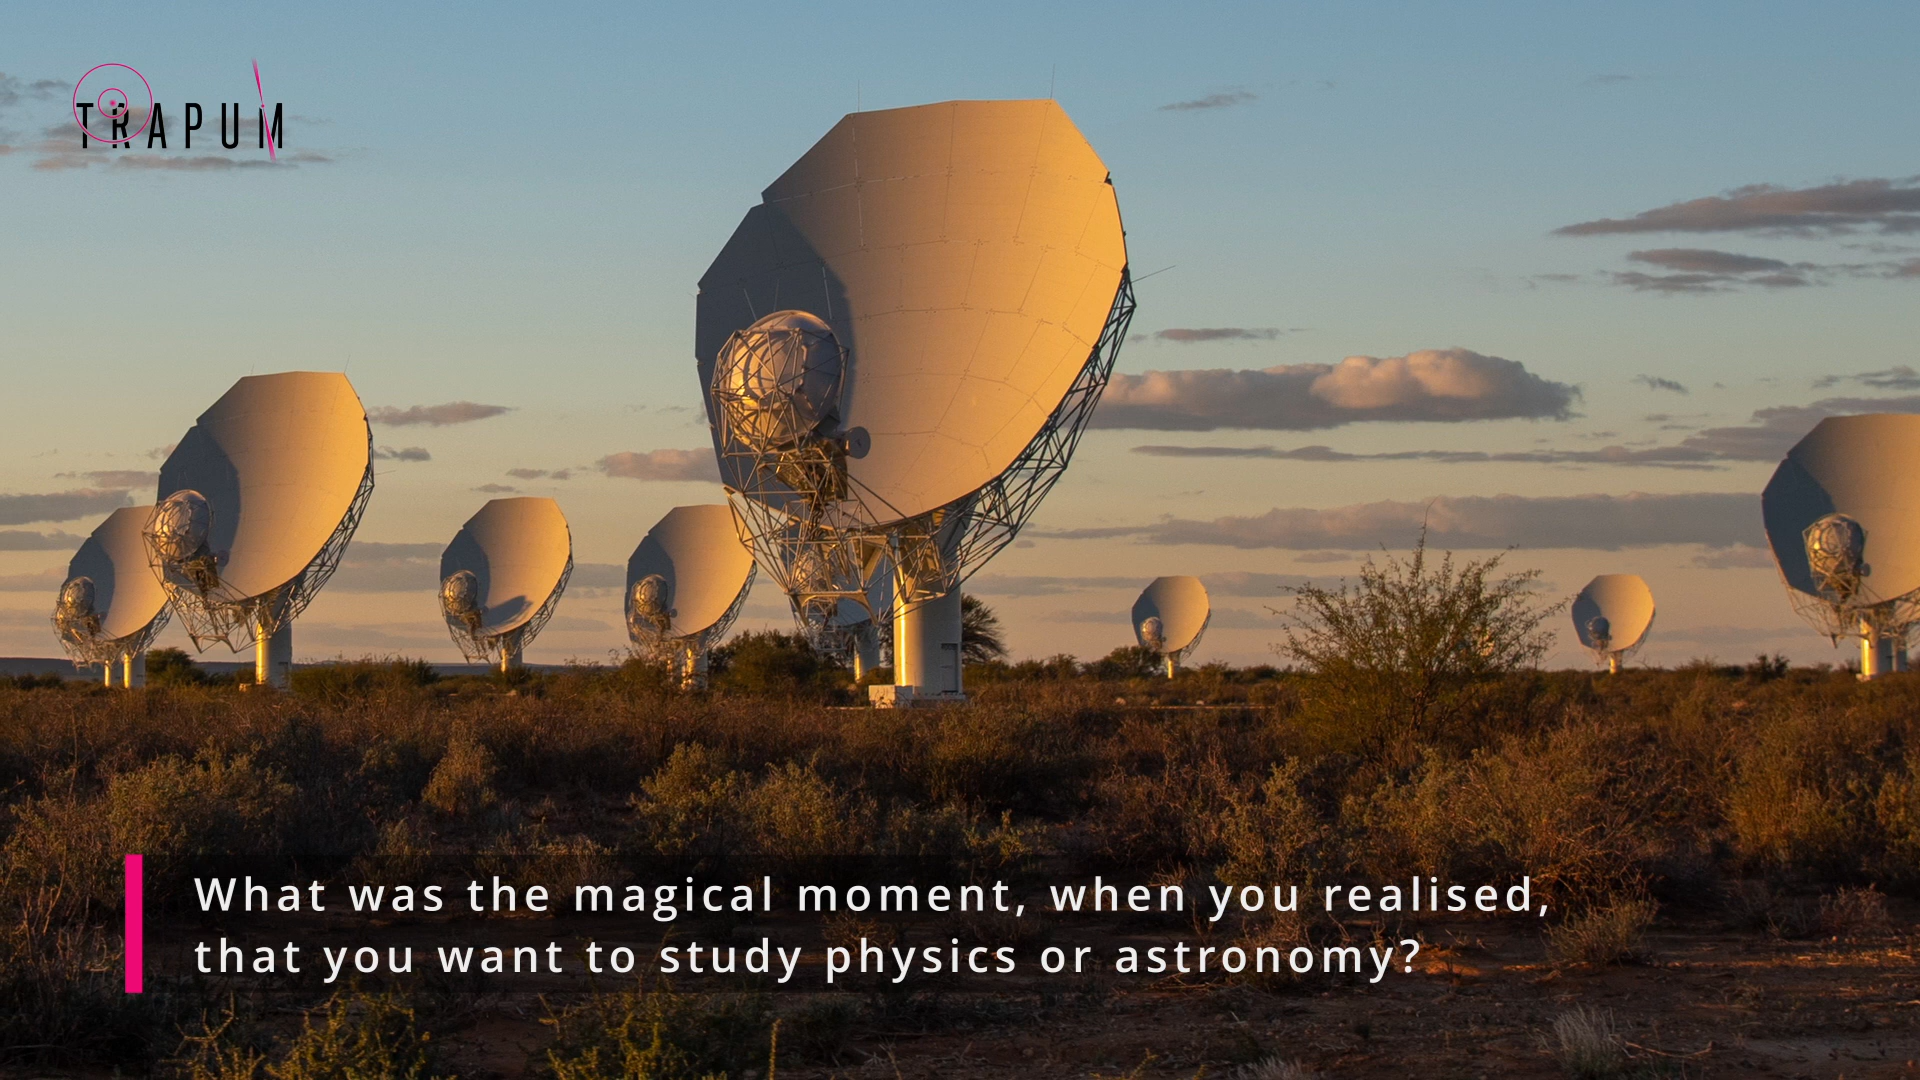 TRAPUM
What was the magical moment, when you realised,
that you want to study physics or astronomy?